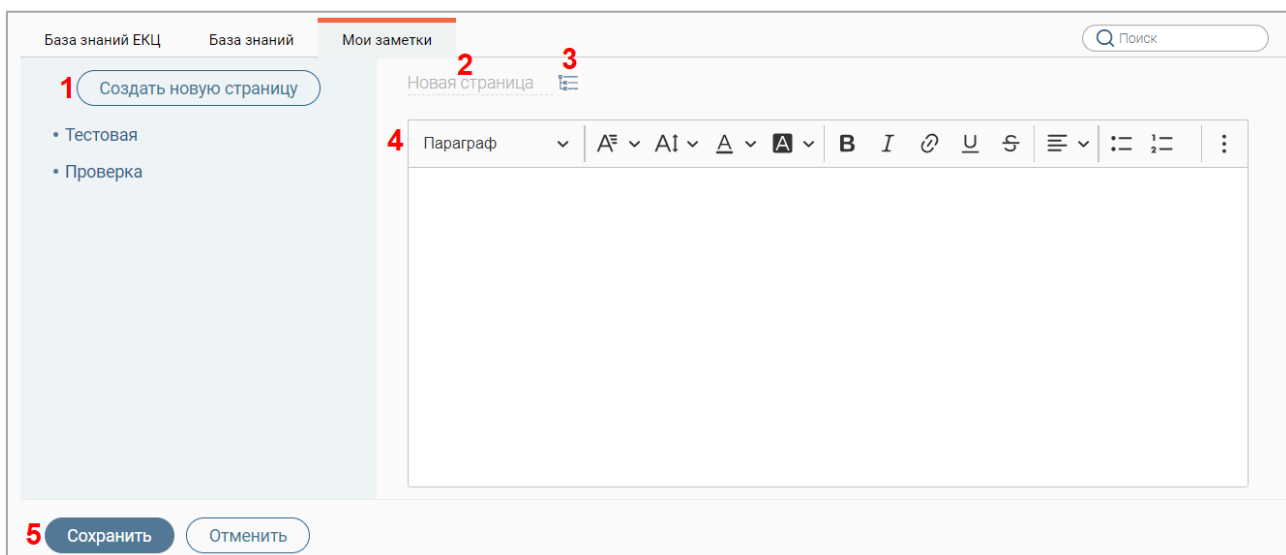 База знаний ЕКЦ База знаний Мои заметки Поиск
1 Создать новую страницу 2 Новая страница 3
• Тестовая
4 Параграф
• Проверка
5 Сохранить Отменить